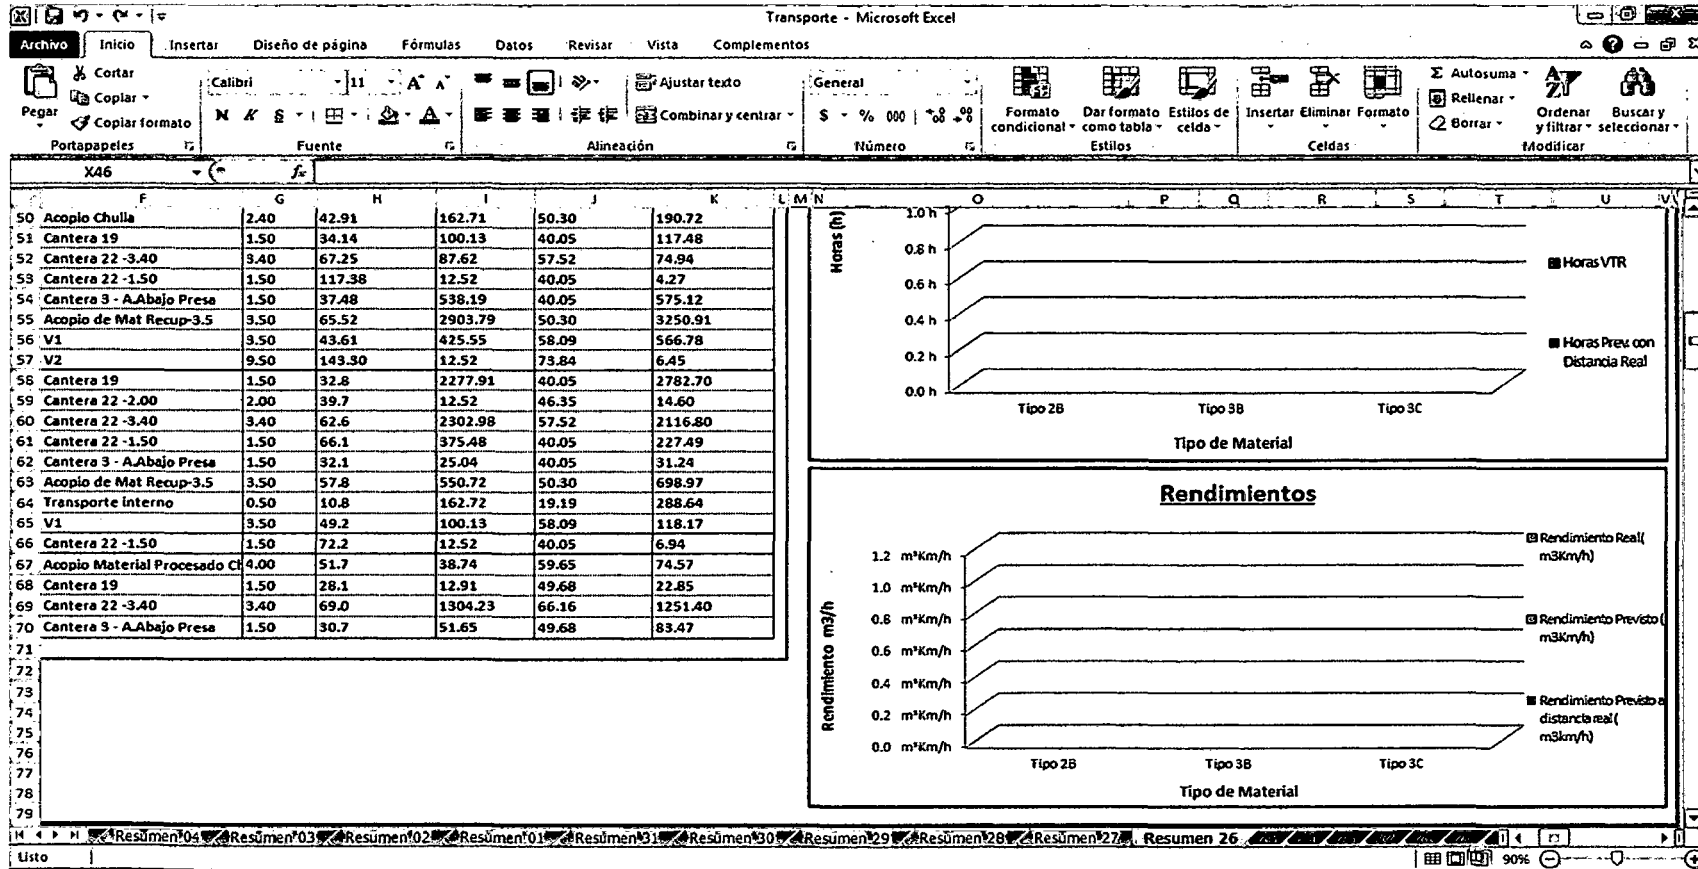 Transporte - Microsoft Excel
Archivo Inicio Insertar Diseño de página Fórmulas Datos Revisar Vista Complementos
Pegar
Cortar
Copiar
Copiar formato
Portapapeles
Calibri 11
N K S
Fuente
Ajustar texto
Combinar y centrar
Alineación
General
$ % 000
Número
Formato condicional
Dar formato como tabla
Estilos de celda
Estilos
Insertar Eliminar Formato
Celdas
Autosuma
Rellenar
Borrar
Ordenar y filtrar
Buscar y seleccionar
Modificar
X46 fx
F G H I J K L M N O P Q R S T U V
50 Acopio Chulla 2.40 42.91 162.71 50.30 190.72
51 Cantera 19 1.50 34.14 100.13 40.05 117.48
52 Cantera 22 -3.40 3.40 67.25 87.62 57.52 74.94
53 Cantera 22 -1.50 1.50 117.38 12.52 40.05 4.27
54 Cantera 3 - A.Abajo Presa 1.50 37.48 538.19 40.05 575.12
55 Acopio de Mat Recup-3.5 3.50 65.52 2903.79 50.30 3250.91
56 V1 3.50 43.61 425.55 58.09 566.78
57 V2 9.50 143.30 12.52 73.84 6.45
58 Cantera 19 1.50 32.8 2277.91 40.05 2782.70
59 Cantera 22 -2.00 2.00 39.7 12.52 46.35 14.60
60 Cantera 22 -3.40 3.40 62.6 2302.98 57.52 2116.80
61 Cantera 22 -1.50 1.50 66.1 375.48 40.05 227.49
62 Cantera 3 - A.Abajo Presa 1.50 32.1 25.04 40.05 31.24
63 Acopio de Mat Recup-3.5 3.50 57.8 550.72 50.30 698.97
64 Transporte interno 0.50 10.8 162.72 19.19 288.64
65 V1 3.50 49.2 100.13 58.09 118.17
66 Cantera 22 -1.50 1.50 72.2 12.52 40.05 6.94
67 Acopio Material Procesado Ch 4.00 51.7 38.74 59.65 74.57
68 Cantera 19 1.50 28.1 12.91 49.68 22.85
69 Cantera 22 -3.40 3.40 69.0 1304.23 66.16 1251.40
70 Cantera 3 - A.Abajo Presa 1.50 30.7 51.65 49.68 83.47
71
72
73
74
75
76
77
78
79
Horas (h)
1.0 h
0.8 h
0.6 h
0.4 h
0.2 h
0.0 h
Tipo 2B Tipo 3B Tipo 3C
Tipo de Material
Horas VTR
Horas Prev. con
Distancia Real
Rendimientos
Rendimiento m3/h
1.2 m³Km/h
1.0 m³Km/h
0.8 m³Km/h
0.6 m³Km/h
0.4 m³Km/h
0.2 m³Km/h
0.0 m³Km/h
Tipo 2B Tipo 3B Tipo 3C
Tipo de Material
Rendimiento Real(
m3Km/h)
Rendimiento Previsto (
m3Km/h)
Rendimiento Previsto a
distancia real (
m3km/h)
Resumen 04 Resumen 03 Resumen 02 Resumen 01 Resumen 31 Resumen 30 Resumen 29 Resumen 28 Resumen 27 Resumen 26
Listo 90%